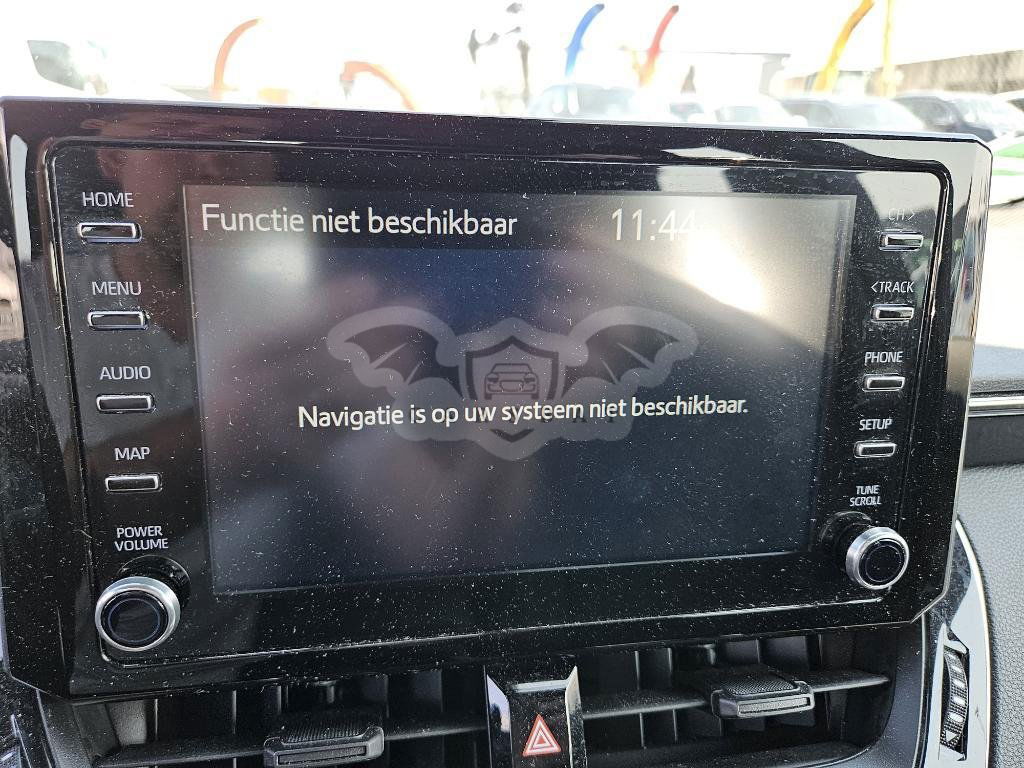 HOME
MENU
AUDIO
MAP
POWER
VOLUME
Functie niet beschikbaar
11:44
Navigatie is op uw systeem niet beschikbaar.
CH >
<TRACK
PHONE
SETUP
TUNE
SCROLL